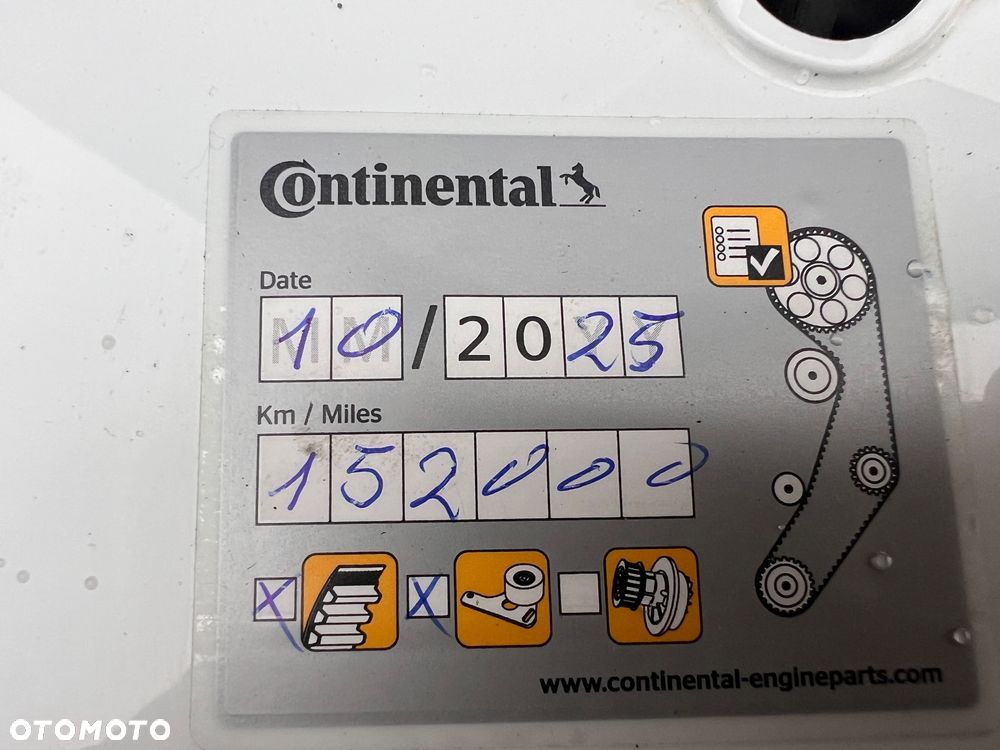 Continental
Date
10/2025
Km / Miles
152000
X X
www.continental-engineparts.com
OTOMOTO